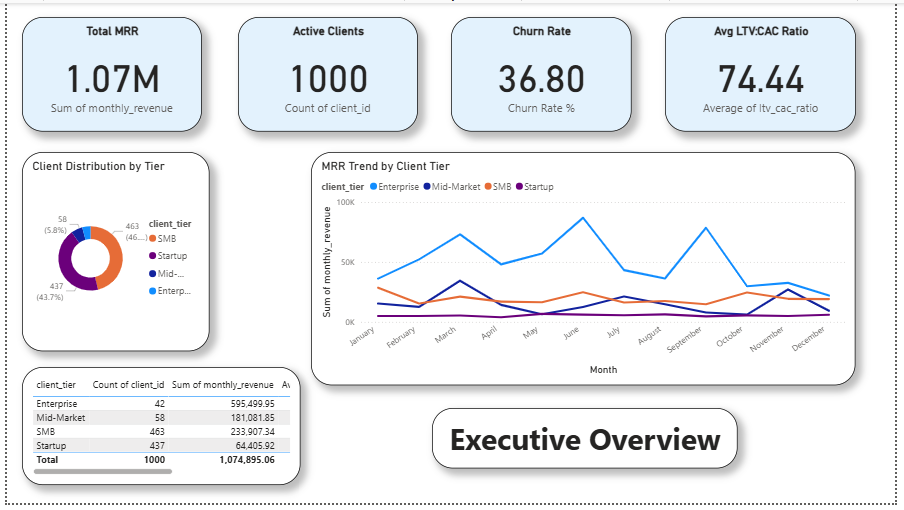 Total MRR
1.07M
Sum of monthly_revenue
Active Clients
1000
Count of client_id
Churn Rate
36.80
Churn Rate %
Avg LTV:CAC Ratio
74.44
Average of ltv_cac_ratio
Client Distribution by Tier
58
(5.8%)
463
(46...)
437
(43.7%)
client_tier
SMB
Startup
Mid-...
Enterp...
MRR Trend by Client Tier
client_tier Enterprise Mid-Market SMB Startup
Sum of monthly_revenue
100K
50K
0K
January February March April May June July August September October November December
Month
client_tier Count of client_id Sum of monthly_revenue Av
Enterprise 42 595,499.95
Mid-Market 58 181,081.85
SMB 463 233,907.34
Startup 437 64,405.92
Total 1000 1,074,895.06
Executive Overview